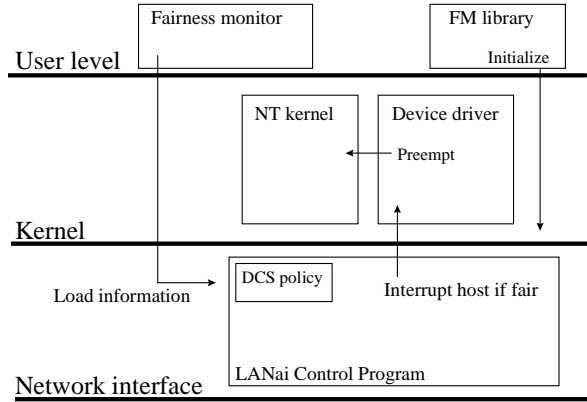 Fairness monitor
FM library
Initialize
User level
NT kernel
Device driver
Preempt
Kernel
DCS policy
Load information
Interrupt host if fair
LANai Control Program
Network interface